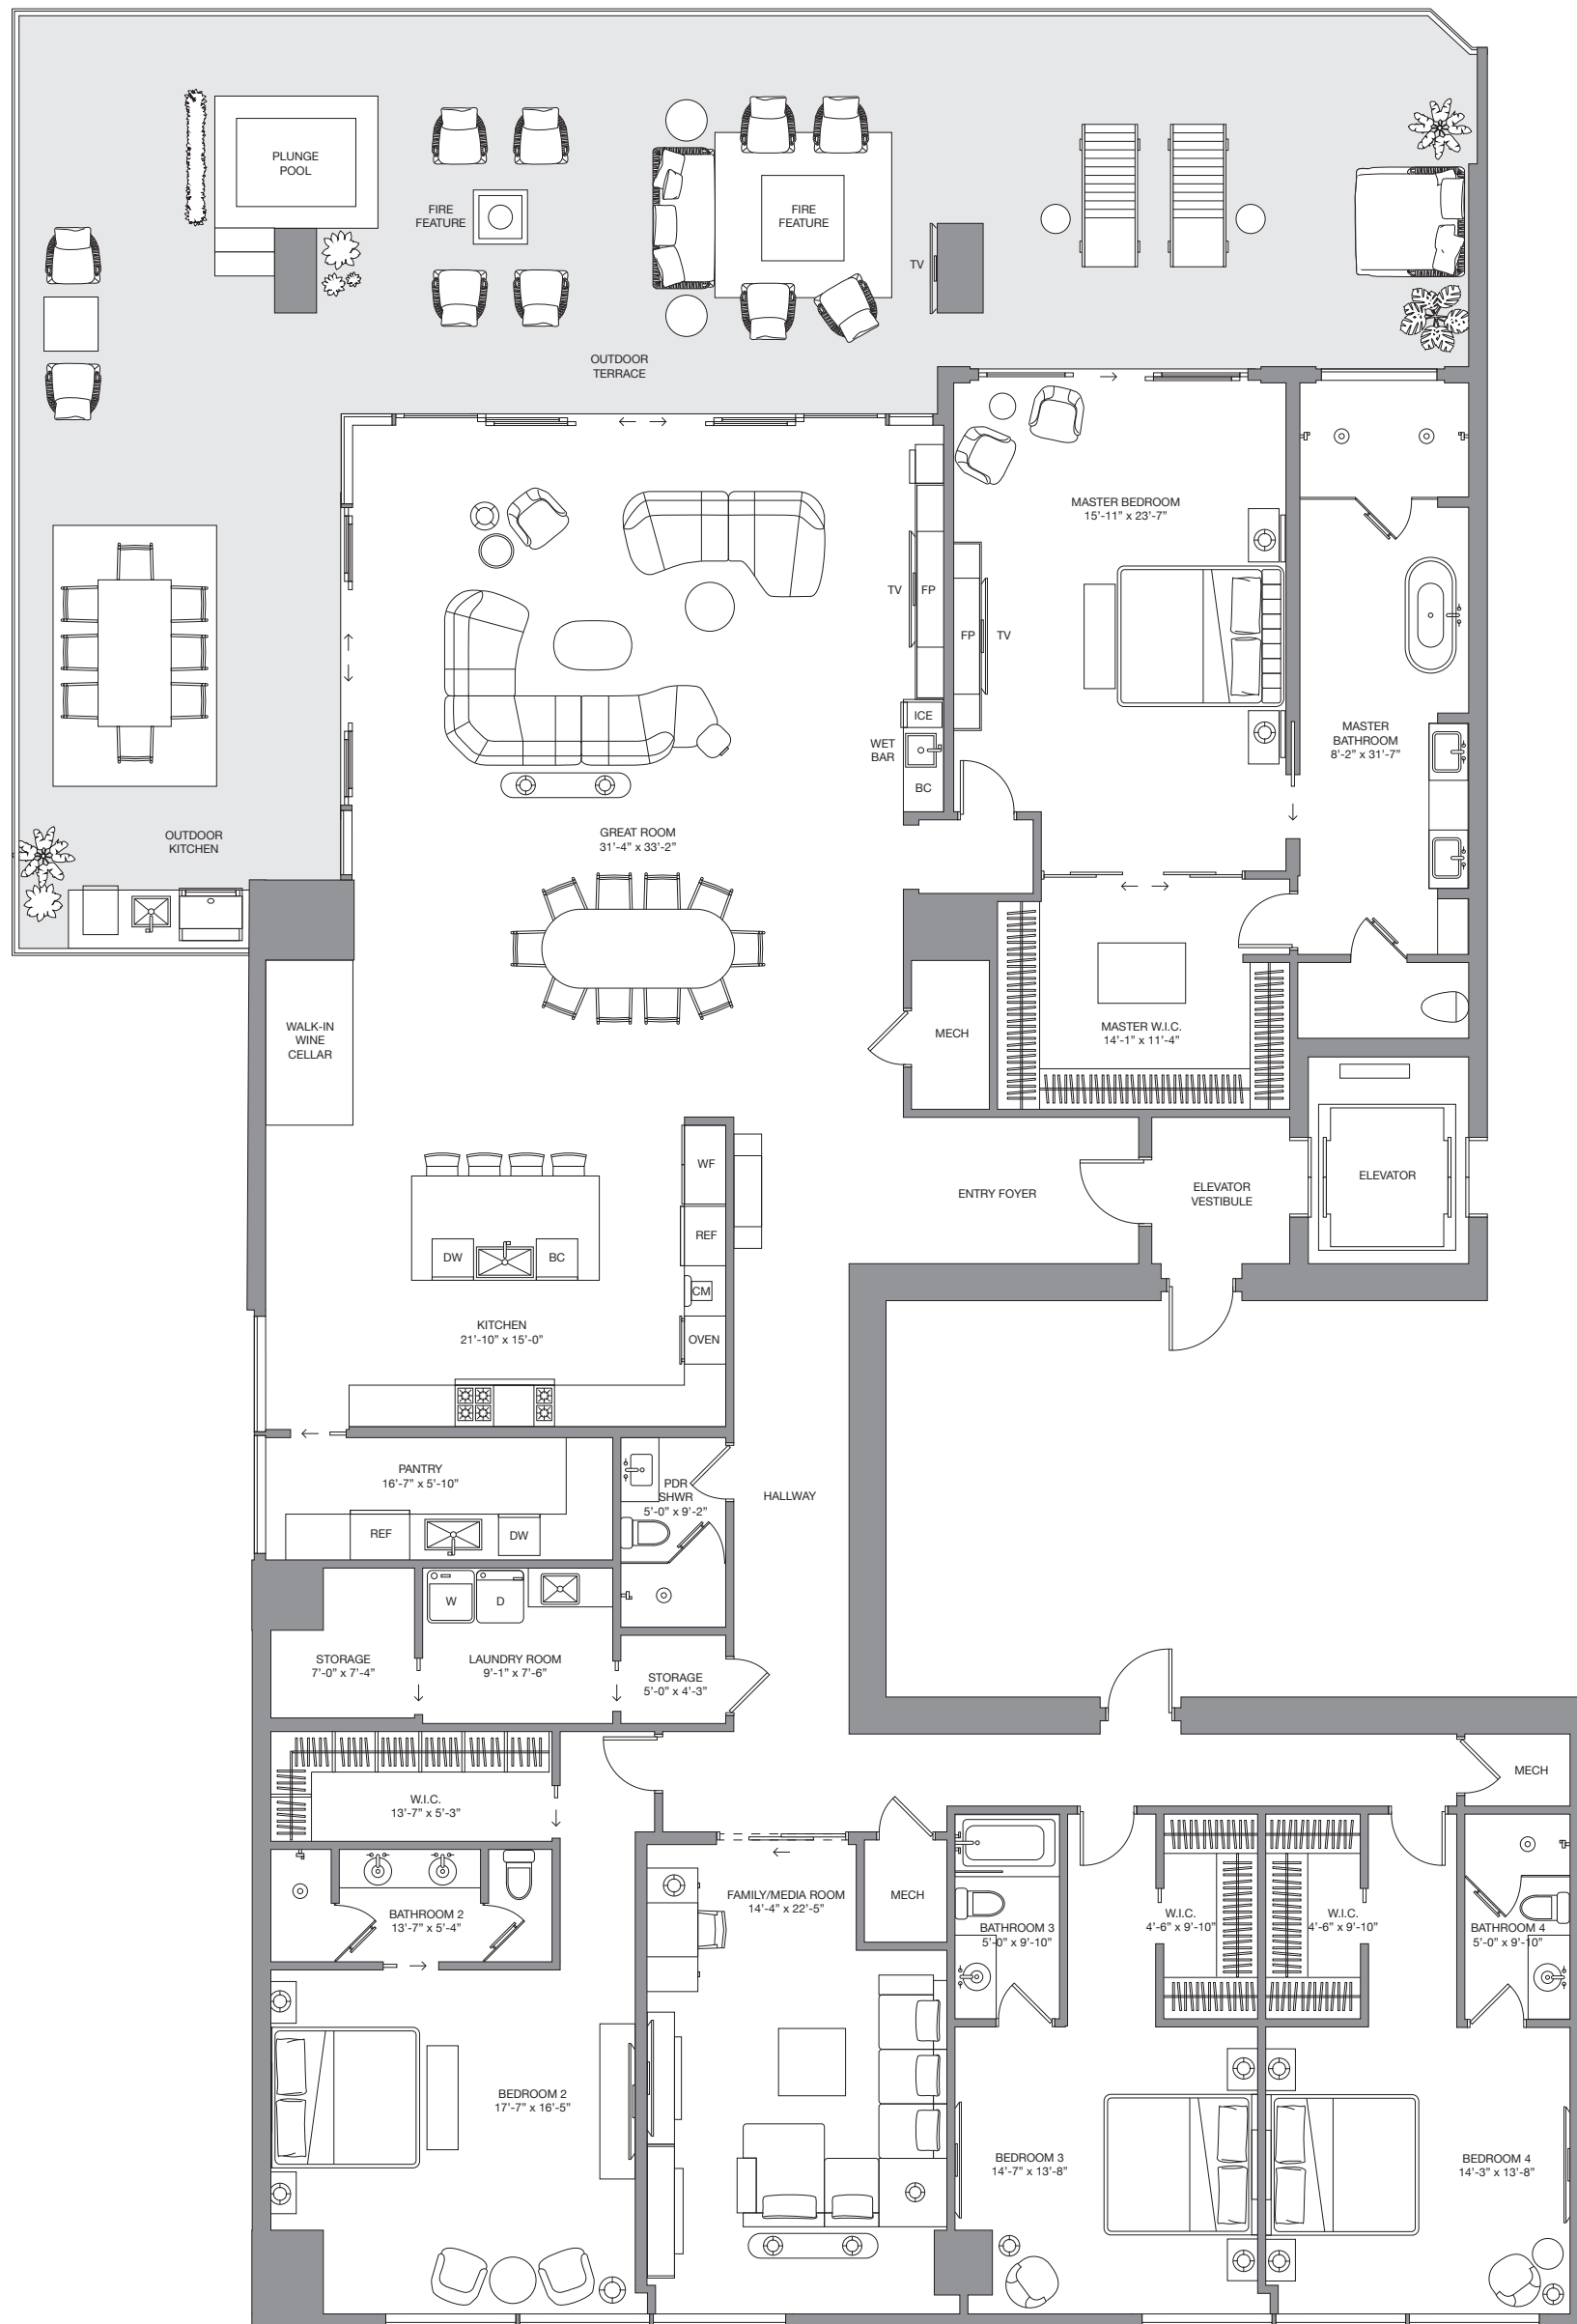 PLUNGE
POOL
FIRE
FEATURE
FIRE
FEATURE
TV
OUTDOOR
TERRACE
MASTER BEDROOM
15'-11" x 23'-7"
TV
FP
FP
TV
ICE
WET
BAR
BC
MASTER
BATHROOM
8'-2" x 31'-7"
OUTDOOR
KITCHEN
GREAT ROOM
31'-4" x 33'-2"
WALK-IN
WINE
CELLAR
MECH
MASTER W.I.C.
14'-1" x 11'-4"
WF
REF
CM
OVEN
ENTRY FOYER
ELEVATOR
VESTIBULE
ELEVATOR
DW
BC
KITCHEN
21'-10" x 15'-0"
PANTRY
16'-7" x 5'-10"
REF
DW
PDR
SHWR
5'-0" x 9'-2"
HALLWAY
W
D
STORAGE
7'-0" x 7'-4"
LAUNDRY ROOM
9'-1" x 7'-6"
STORAGE
5'-0" x 4'-3"
MECH
W.I.C.
13'-7" x 5'-3"
BATHROOM 2
13'-7" x 5'-4"
FAMILY/MEDIA ROOM
14'-4" x 22'-5"
MECH
BATHROOM 3
5'-0" x 9'-10"
W.I.C.
4'-6" x 9'-10"
W.I.C.
4'-6" x 9'-10"
BATHROOM 4
5'-0" x 9'-10"
BEDROOM 2
17'-7" x 16'-5"
BEDROOM 3
14'-7" x 13'-8"
BEDROOM 4
14'-3" x 13'-8"